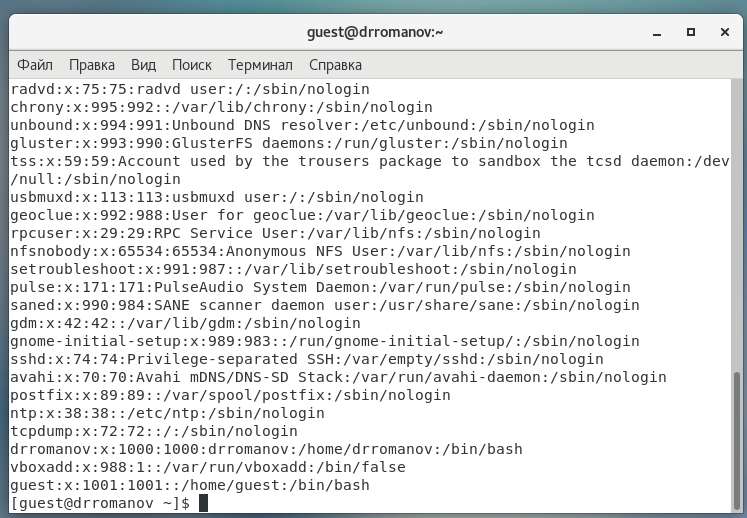 guest@drromanov:~
Файл Правка Вид Поиск Терминал Справка
radvd:x:75:75:radvd user:/:/sbin/nologin
chrony:x:995:992::/var/lib/chrony:/sbin/nologin
unbound:x:994:991:Unbound DNS resolver:/etc/unbound:/sbin/nologin
gluster:x:993:990:GlusterFS daemons:/run/gluster:/sbin/nologin
tss:x:59:59:Account used by the trousers package to sandbox the tcsd daemon:/dev
/null:/sbin/nologin
usbmuxd:x:113:113:usbmuxd user:/:/sbin/nologin
geoclue:x:992:988:User for geoclue:/var/lib/geoclue:/sbin/nologin
rpcuser:x:29:29:RPC Service User:/var/lib/nfs:/sbin/nologin
nfsnobody:x:65534:65534:Anonymous NFS User:/var/lib/nfs:/sbin/nologin
setroubleshoot:x:991:987::/var/lib/setroubleshoot:/sbin/nologin
pulse:x:171:171:PulseAudio System Daemon:/var/run/pulse:/sbin/nologin
saned:x:990:984:SANE scanner daemon user:/usr/share/sane:/sbin/nologin
gdm:x:42:42::/var/lib/gdm:/sbin/nologin
gnome-initial-setup:x:989:983::/run/gnome-initial-setup/:/sbin/nologin
sshd:x:74:74:Privilege-separated SSH:/var/empty/sshd:/sbin/nologin
avahi:x:70:70:Avahi mDNS/DNS-SD Stack:/var/run/avahi-daemon:/sbin/nologin
postfix:x:89:89::/var/spool/postfix:/sbin/nologin
ntp:x:38:38::/etc/ntp:/sbin/nologin
tcpdump:x:72:72::/:/sbin/nologin
drromanov:x:1000:1000:drromanov:/home/drromanov:/bin/bash
vboxadd:x:988:1::/var/run/vboxadd:/bin/false
guest:x:1001:1001::/home/guest:/bin/bash
[guest@drromanov ~]$